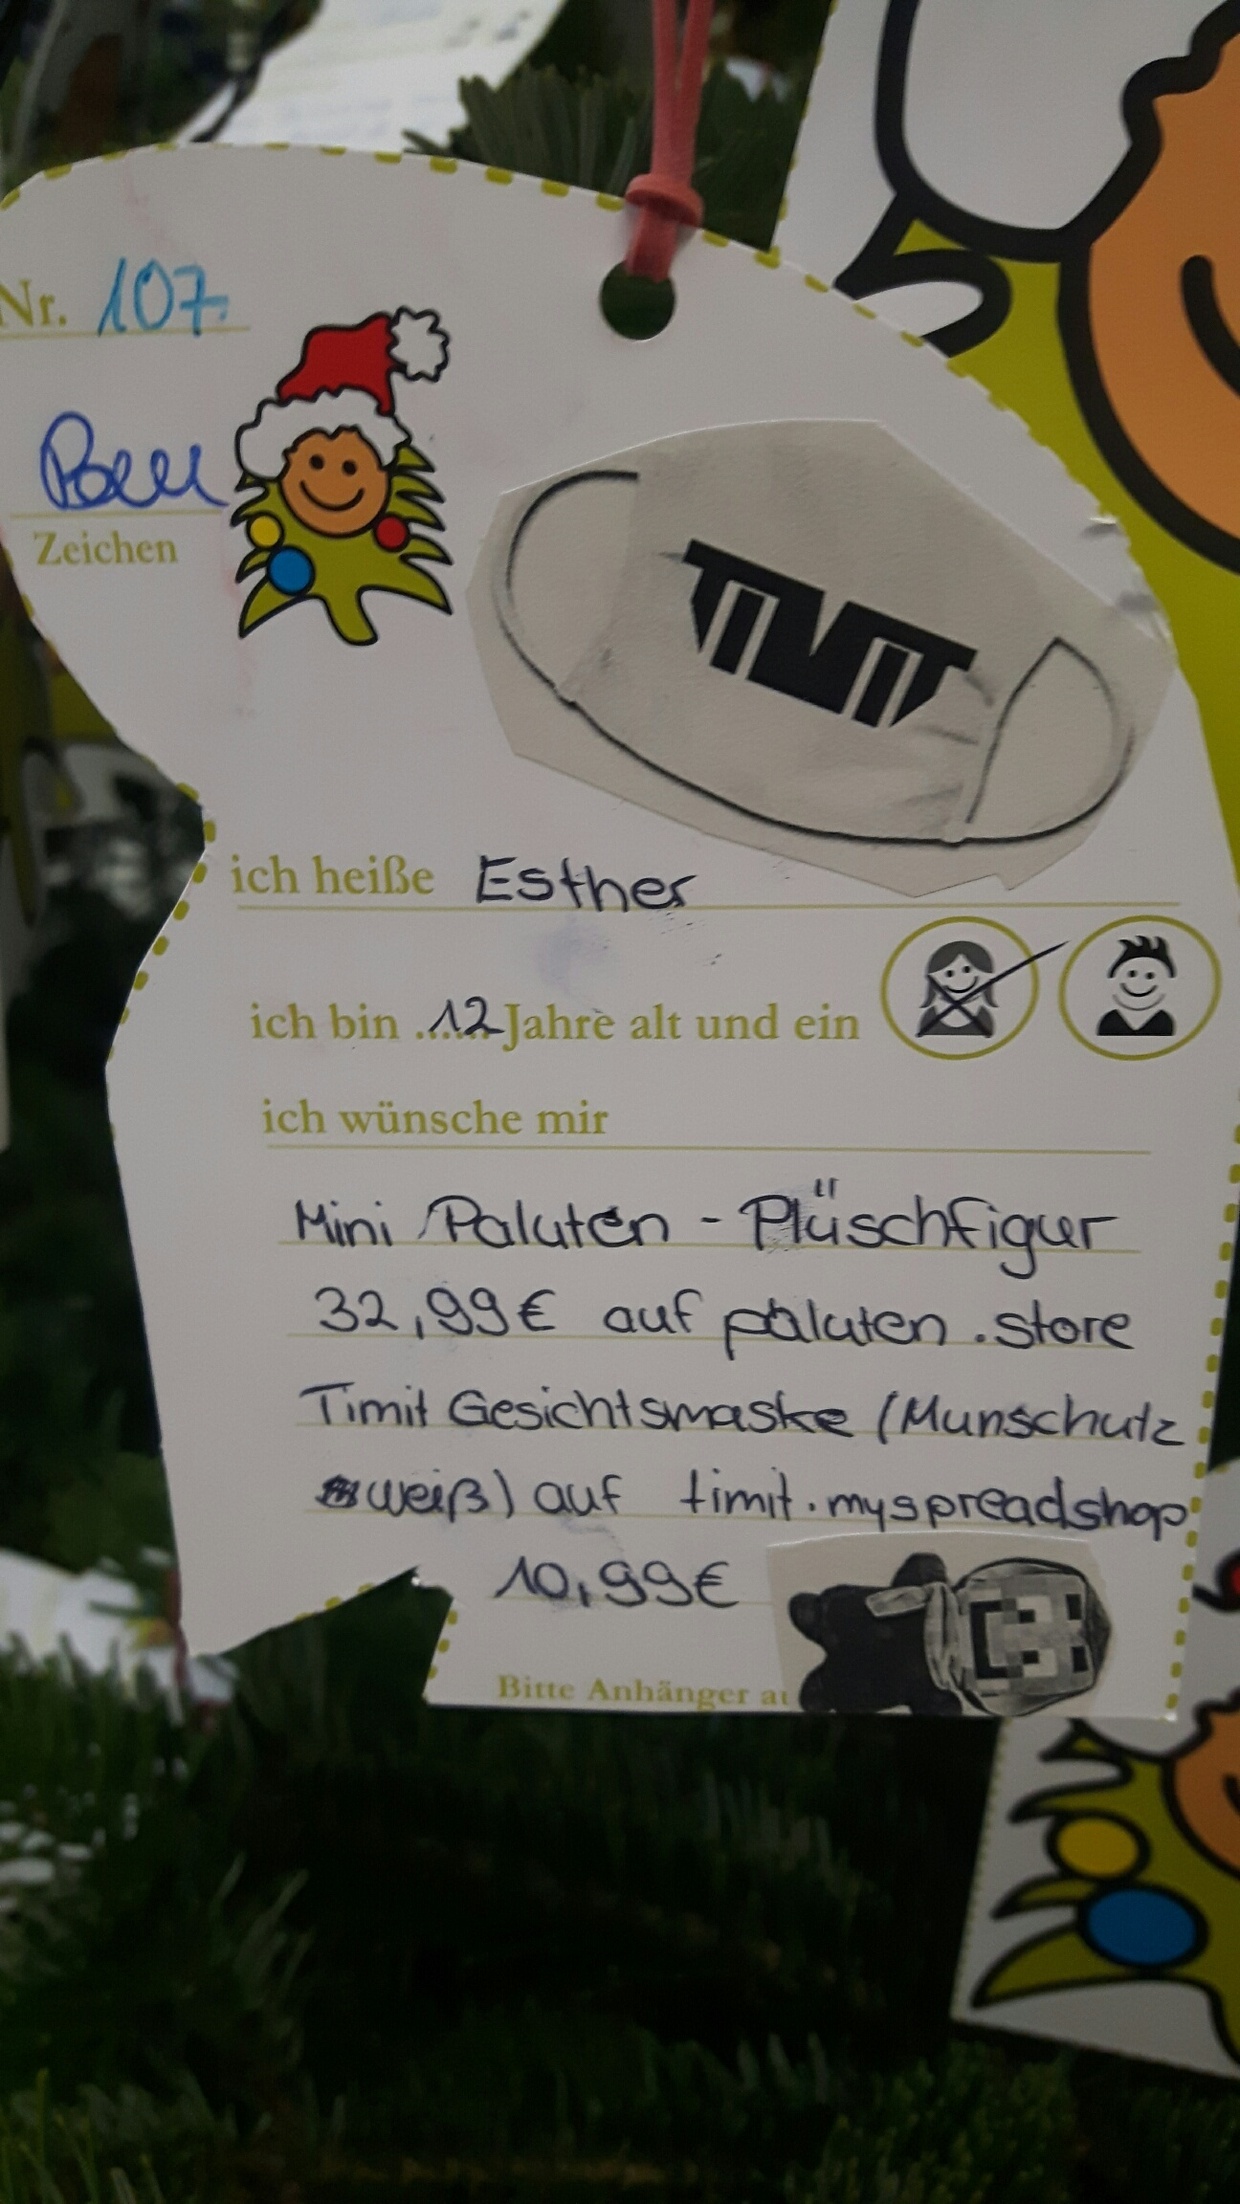 Nr. 107
Zeichen
TIMIT
ich heiße Esther
ich bin ..12.. Jahre alt und ein
ich wünsche mir
Mini Paluten - Plüschfigur
32,99€ auf paluten.store
Timit Gesichtsmaske (Munschutz
weiß) auf timit.myspreadshop
10,99€
Bitte Anhänger au